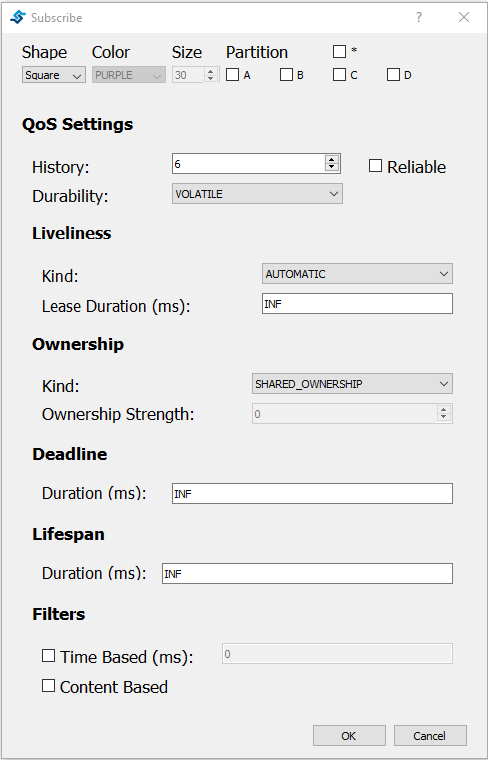 Subscribe ?
Shape Color Size Partition *
Square PURPLE 30 A B C D
QoS Settings
History: 6 Reliable
Durability: VOLATILE
Liveliness
Kind: AUTOMATIC
Lease Duration (ms): INF
Ownership
Kind: SHARED_OWNERSHIP
Ownership Strength: 0
Deadline
Duration (ms): INF
Lifespan
Duration (ms): INF
Filters
Time Based (ms): 0
Content Based
OK Cancel